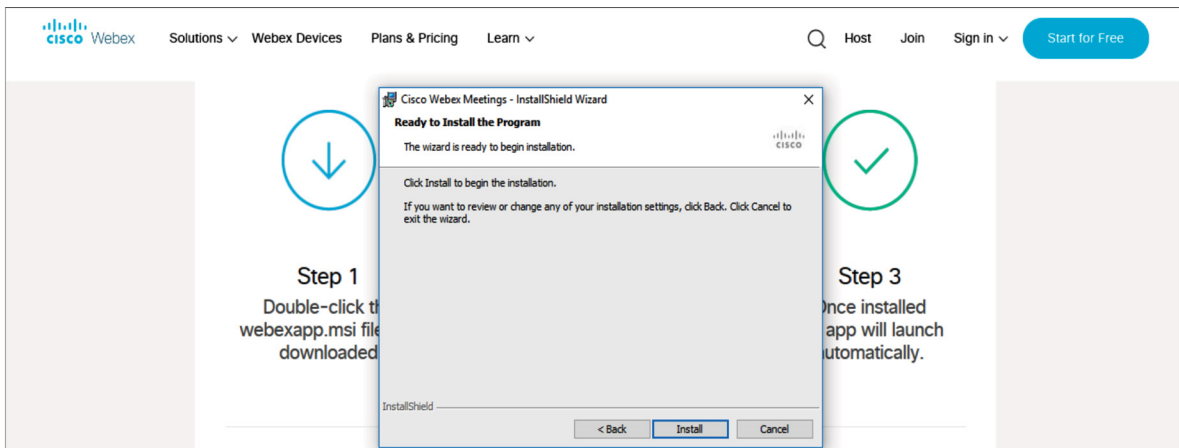 cisco Webex Solutions Webex Devices Plans & Pricing Learn Host Join Sign in Start for Free
Cisco Webex Meetings - InstallShield Wizard
Ready to Install the Program
The wizard is ready to begin installation.
cisco
Click Install to begin the installation.
If you want to review or change any of your installation settings, click Back. Click Cancel to
exit the wizard.
InstallShield
< Back Install Cancel
Step 1
Double-click
webexapp.msi
downloaded
Step 3
installed
app will launch